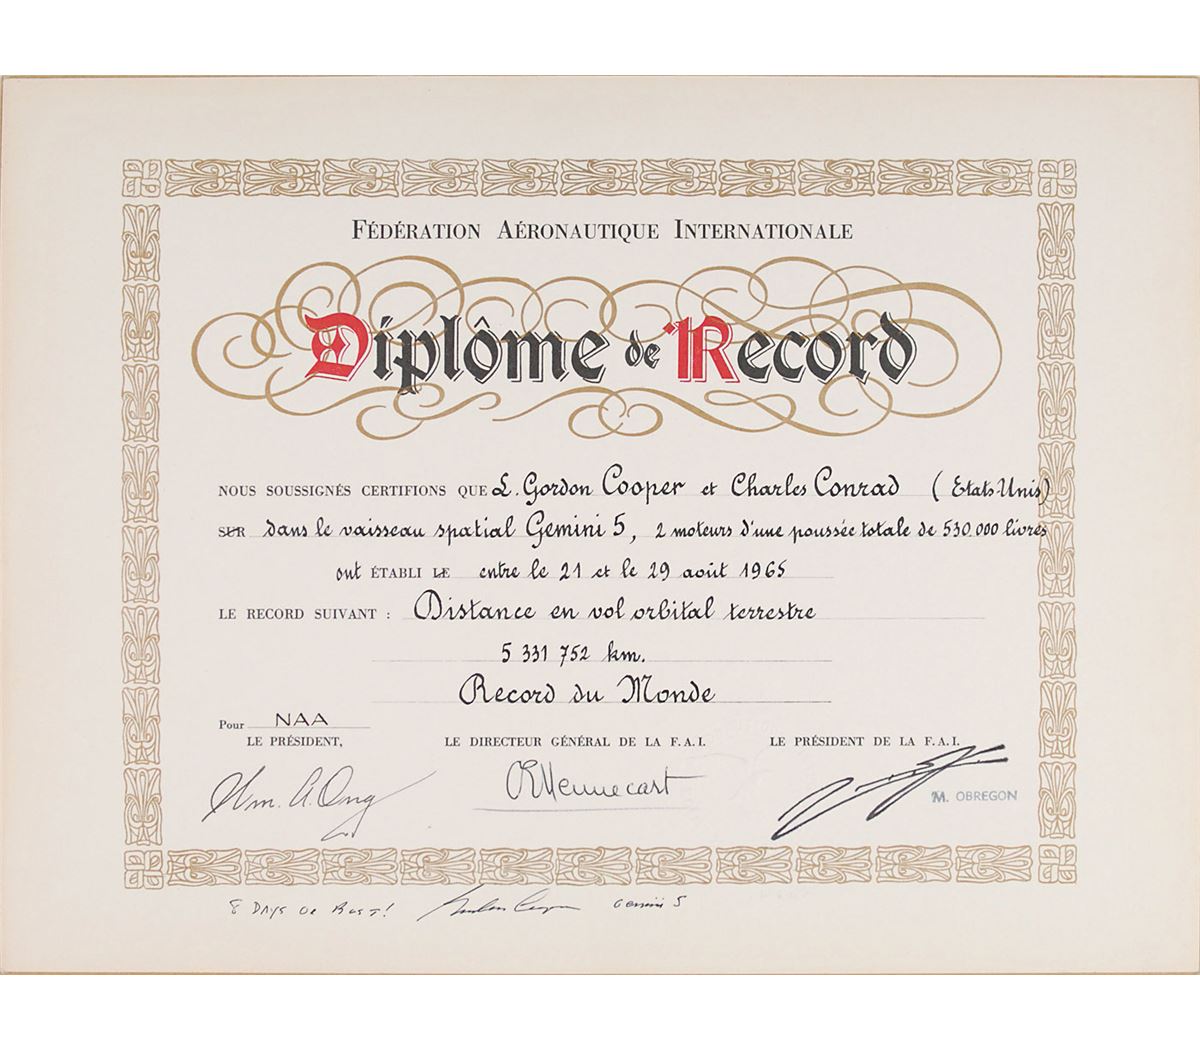 Fédération Aéronautique Internationale
Diplôme de Record
NOUS SOUSSIGNÉS CERTIFIONS QUE L. Gordon Cooper et Charles Conrad (Etats Unis)
SUR dans le vaisseau spatial Gemini 5, 2 moteurs d'une poussée totale de 530.000 livres
ont ÉTABLI LE entre le 21 et le 29 août 1965
LE RECORD SUIVANT : Distance en vol orbital terrestre
5 331 752 km.
Record du Monde
Pour NAA
LE PRÉSIDENT, LE DIRECTEUR GÉNÉRAL DE LA F.A.I. LE PRÉSIDENT DE LA F.A.I.
Wm. A. Ong
M. OBREGON
8 Days or Bust! Gordon Cooper Gemini 5